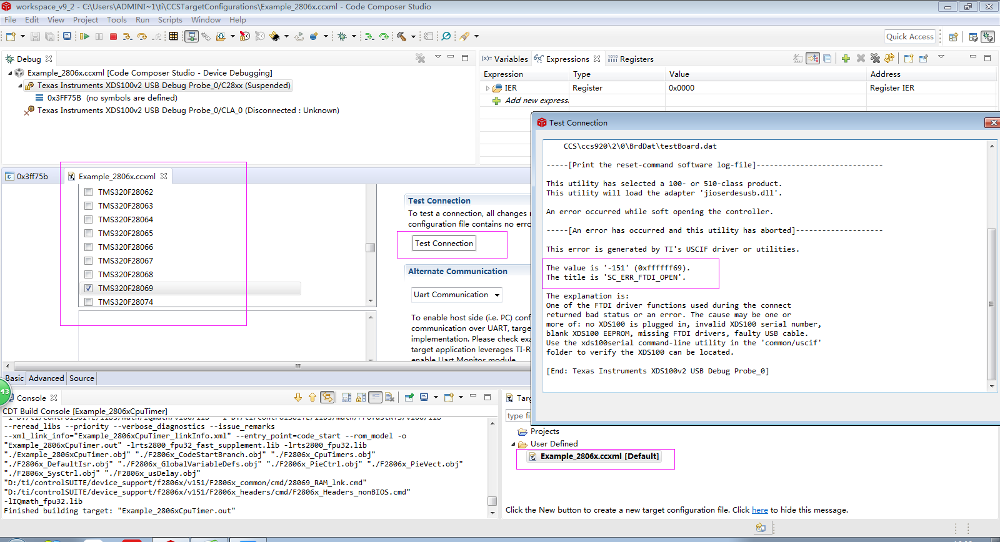 workspace_v9_2 - C:\Users\ADMINI~1\ti\CCSTargetConfigurations\Example_2806x.ccxml - Code Composer Studio
File Edit View Project Tools Run Scripts Window Help
Quick Access
Debug
Example_2806x.ccxml [Code Composer Studio - Device Debugging]
Texas Instruments XDS100v2 USB Debug Probe_0/C28xx (Suspended)
0x3FF75B (no symbols are defined)
Texas Instruments XDS100v2 USB Debug Probe_0/CLA_0 (Disconnected : Unknown)
(x)= Variables Expressions 1010 0101 Registers
Expression Type Value Address
IER Register 0x0000 Register IER
Add new express
0x3ff75b
Example_2806x.ccxml
TMS320F28062
TMS320F28063
TMS320F28064
TMS320F28065
TMS320F28066
TMS320F28067
TMS320F28068
TMS320F28069
TMS320F28074
Test Connection
To test a connection, all changes
configuration file contains no erro
Test Connection
Alternate Communication
Uart Communication
To enable host side (i.e. PC) conf
communication over UART, targe
implementation. Please check exa
target application leverages TI-R
enable Uart Monitor module
Basic Advanced Source
43
Console
CDT Build Console [Example_2806xCpuTimer]
--reread_libs --priority --verbose_diagnostics --issue_remarks
--xml_link_info="Example_2806xCpuTimer_linkInfo.xml" --entry_point=code_start --rom_model -o
"Example_2806xCpuTimer.out" -lrts2800_fpu32_fast_supplement.lib -lrts2800_fpu32.lib
"./Example_2806xCpuTimer.obj" "./F2806x_CodeStartBranch.obj" "./F2806x_CpuTimers.obj"
"./F2806x_DefaultIsr.obj" "./F2806x_GlobalVariableDefs.obj" "./F2806x_PieCtrl.obj" "./F2806x_PieVect.obj"
"./F2806x_SysCtrl.obj" "./F2806x_usDelay.obj"
"D:/ti/controlSUITE/device_support/f2806x/v151/F2806x_common/cmd/28069_RAM_lnk.cmd"
"D:/ti/controlSUITE/device_support/f2806x/v151/F2806x_headers/cmd/F2806x_Headers_nonBIOS.cmd"
-lIQmath_fpu32.lib
Finished building target: "Example_2806xCpuTimer.out"
Test Connection
CCS\ccs920\2\0\BrdDat\testBoard.dat
-----[Print the reset-command software log-file]-----------------------------
This utility has selected a 100- or 510-class product.
This utility will load the adapter 'jioserdesusb.dll'.
An error occurred while soft opening the controller.
-----[An error has occurred and this utility has aborted]--------------------
This error is generated by TI's USCIF driver or utilities.
The value is '-151' (0xffffff69).
The title is 'SC_ERR_FTDI_OPEN'.
The explanation is:
One of the FTDI driver functions used during the connect
returned bad status or an error. The cause may be one or
more of: no XDS100 is plugged in, invalid XDS100 serial number,
blank XDS100 EEPROM, missing FTDI drivers, faulty USB cable.
Use the xds100serial command-line utility in the 'common/uscif'
folder to verify the XDS100 can be located.
[End: Texas Instruments XDS100v2 USB Debug Probe_0]
Targ
type fi
Projects
User Defined
Example_2806x.ccxml [Default]
Click the New button to create a new target configuration file. Click here to hide this message.